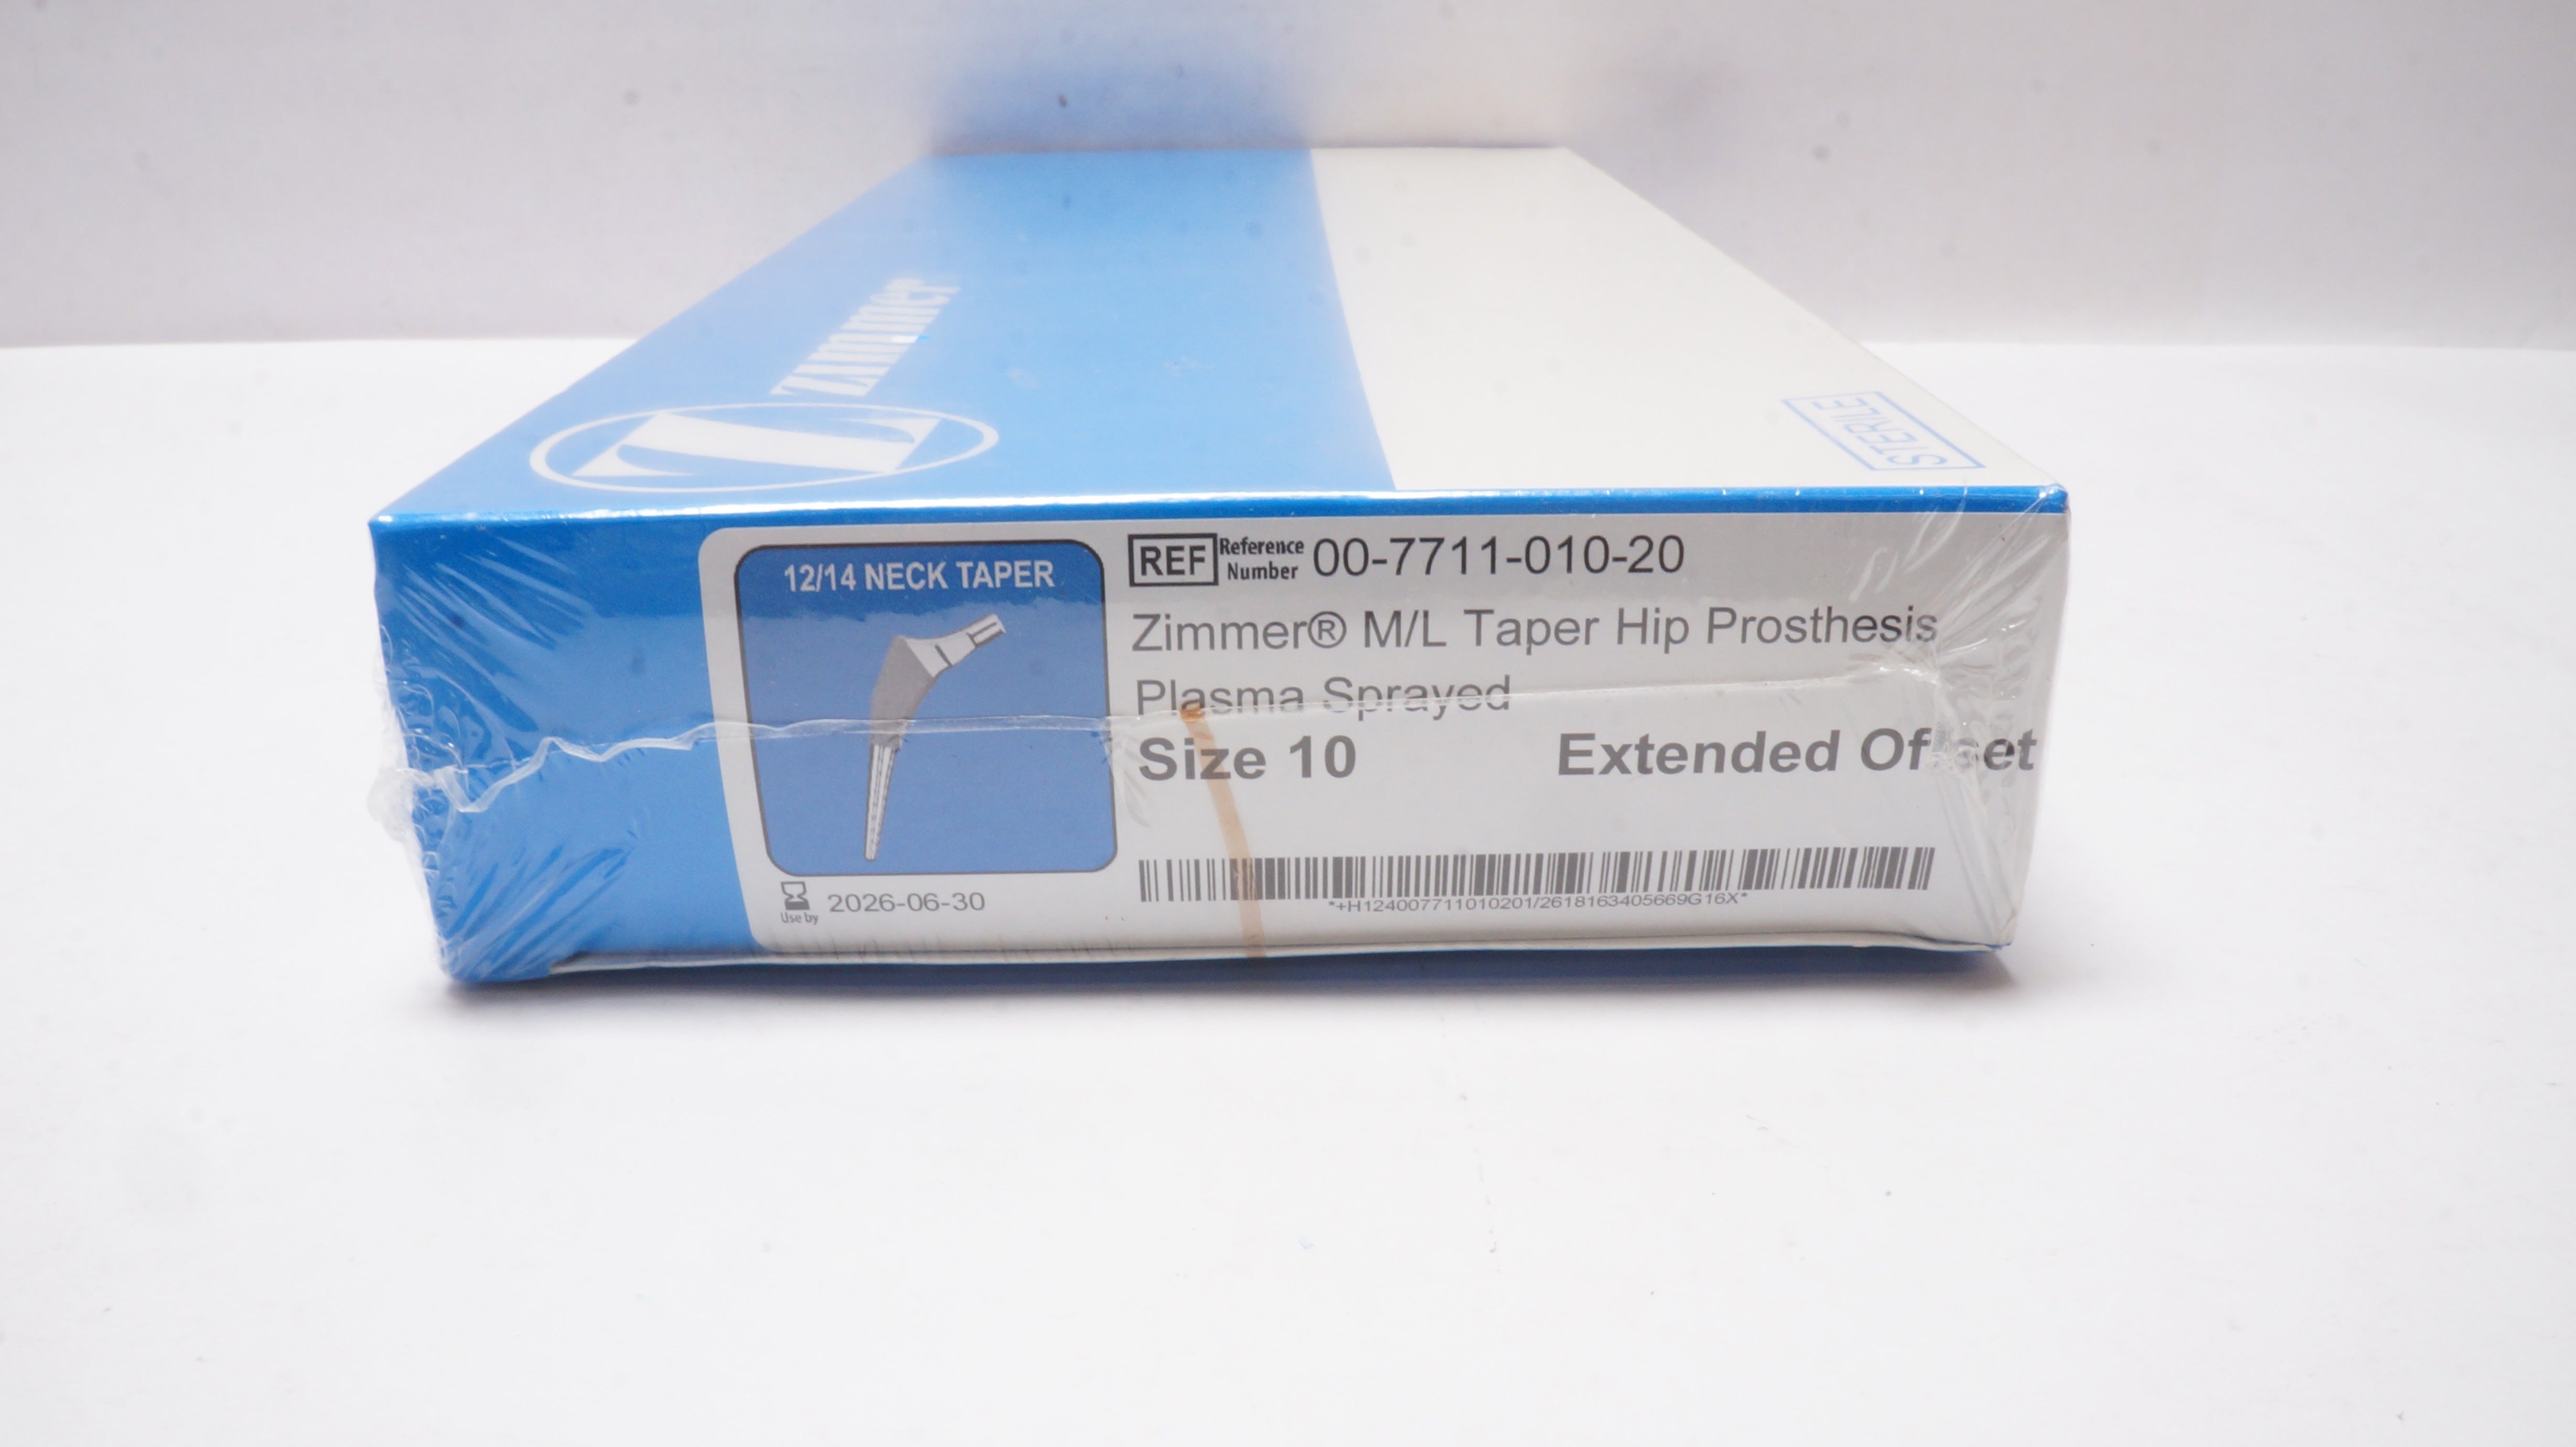 zimmer
Z
STERILE
12/14 NECK TAPER
REF Reference Number 00-7711-010-20
Zimmer® M/L Taper Hip Prosthesis
Plasma Sprayed
Size 10 Extended Offset
Use by 2026-06-30
*+H124007711010201/2618163405669G16X*